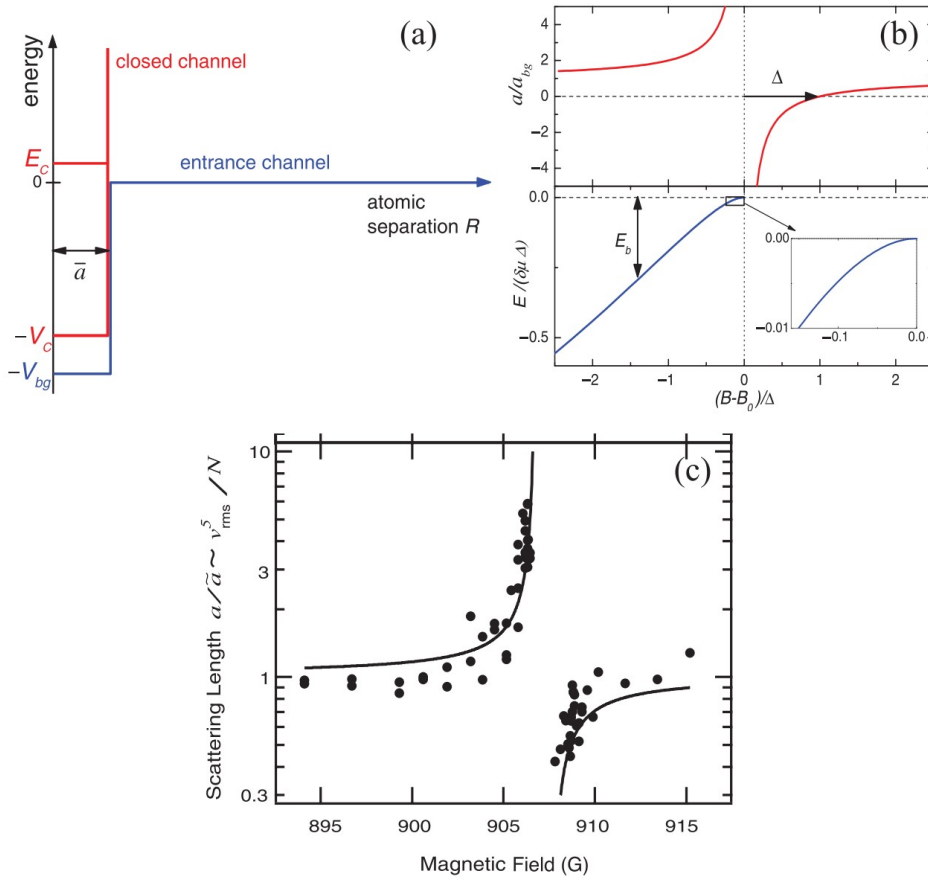 (a)
energy
closed channel
E_C
entrance channel
0
atomic
separation R
ā
−V_C
−V_bg
(b)
a/a_bg
4
2
0
−2
−4
Δ
0.0
E_b
E/(δμ Δ)
−0.5
0.00
−0.01
−0.1
0.0
−2
−1
0
1
2
(B-B_0)/Δ
(c)
Scattering Length a/ã ~ v_rms^5 /N
10
3
1
0.3
895
900
905
910
915
Magnetic Field (G)